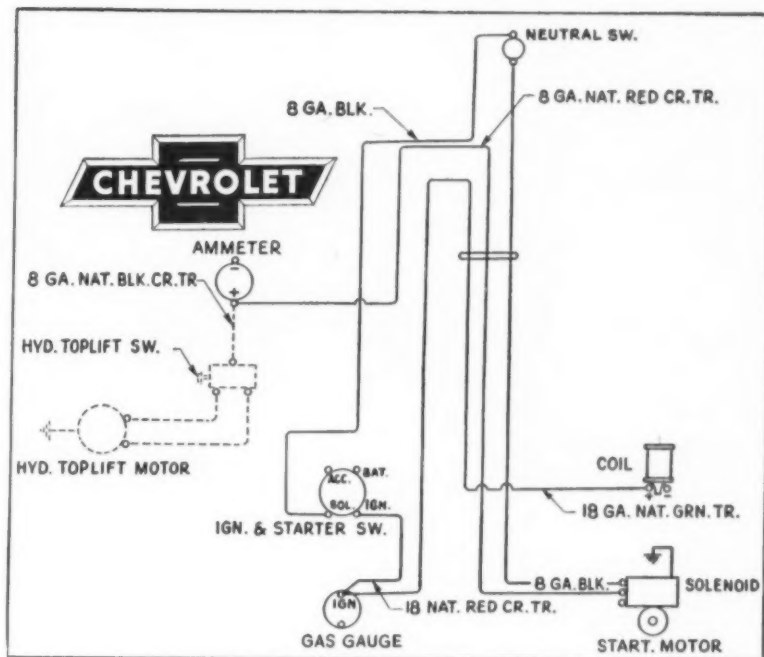 NEUTRAL SW.
8 GA. BLK.
8 GA. NAT. RED CR. TR.
CHEVROLET
AMMETER
-
+
8 GA. NAT. BLK. CR. TR
HYD. TOPLIFT SW.
HYD. TOPLIFT MOTOR
ACC.
BAT.
SOL.
IGN.
IGN. & STARTER SW.
COIL
+ -
18 GA. NAT. GRN. TR.
8 GA. BLK.
SOLENOID
IGN
18 NAT. RED CR. TR.
GAS GAUGE
START. MOTOR